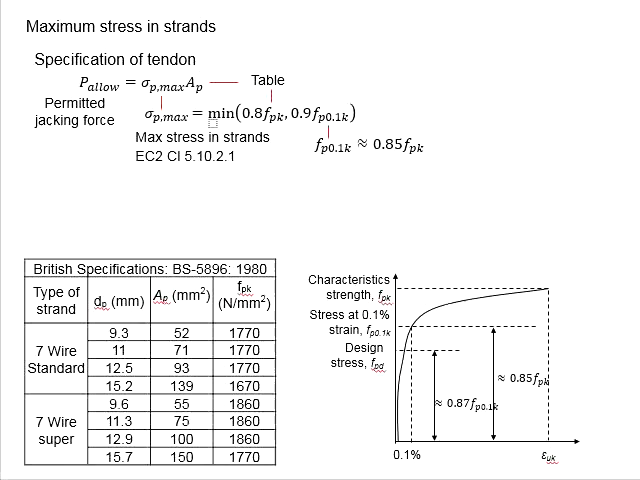 Maximum stress in strands
Specification of tendon
P_allow = σ_p,max A_p
Table
Permitted
jacking force
σ_p,max = min(0.8f_pk, 0.9f_p0.1k)
Max stress in strands
EC2 Cl 5.10.2.1
f_p0.1k ≈ 0.85f_pk
British Specifications: BS-5896: 1980
Type of strand d_p (mm) A_p (mm²) f_pk (N/mm²)
7 Wire Standard
9.3 52 1770
11 71 1770
12.5 93 1770
15.2 139 1670
7 Wire super
9.6 55 1860
11.3 75 1860
12.9 100 1860
15.7 150 1770
Characteristics
strength, f_pk
Stress at 0.1%
strain, f_p0.1k
Design
stress, f_pd
≈ 0.85f_pk
≈ 0.87f_p0.1k
0.1%
ε_uk